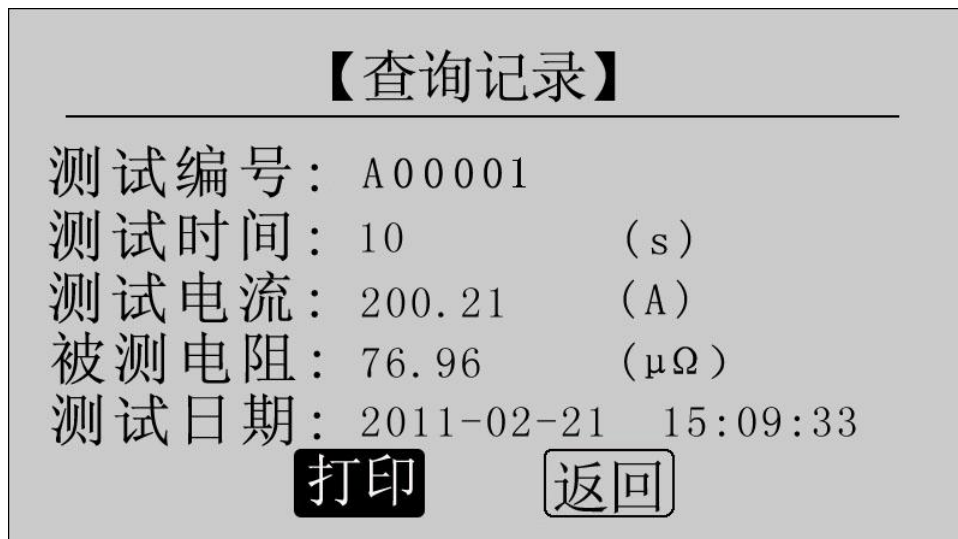 【查询记录】
测试编号: A00001
测试时间: 10 (s)
测试电流: 200.21 (A)
被测电阻: 76.96 (μΩ)
测试日期: 2011-02-21 15:09:33
打印 返回